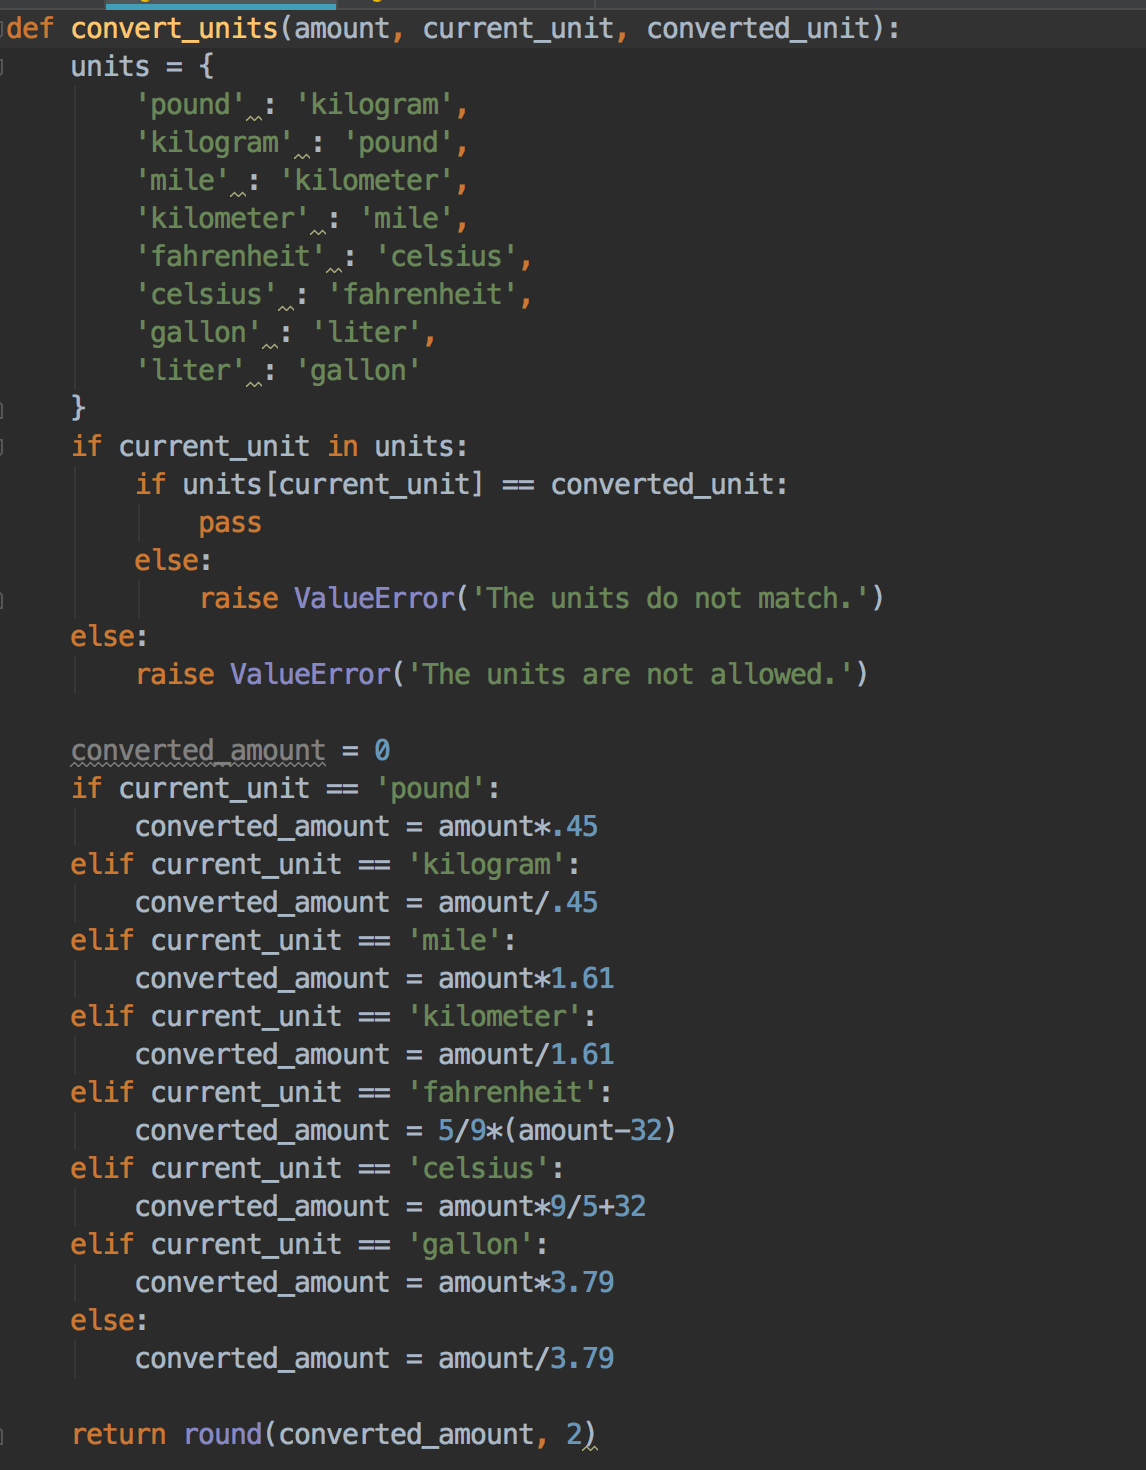 def convert_units(amount, current_unit, converted_unit):
    units = {
        'pound' : 'kilogram',
        'kilogram' : 'pound',
        'mile' : 'kilometer',
        'kilometer' : 'mile',
        'fahrenheit' : 'celsius',
        'celsius' : 'fahrenheit',
        'gallon' : 'liter',
        'liter' : 'gallon'
    }
    if current_unit in units:
        if units[current_unit] == converted_unit:
            pass
        else:
            raise ValueError('The units do not match.')
    else:
        raise ValueError('The units are not allowed.')

    converted_amount = 0
    if current_unit == 'pound':
        converted_amount = amount*.45
    elif current_unit == 'kilogram':
        converted_amount = amount/.45
    elif current_unit == 'mile':
        converted_amount = amount*1.61
    elif current_unit == 'kilometer':
        converted_amount = amount/1.61
    elif current_unit == 'fahrenheit':
        converted_amount = 5/9*(amount-32)
    elif current_unit == 'celsius':
        converted_amount = amount*9/5+32
    elif current_unit == 'gallon':
        converted_amount = amount*3.79
    else:
        converted_amount = amount/3.79

    return round(converted_amount, 2)